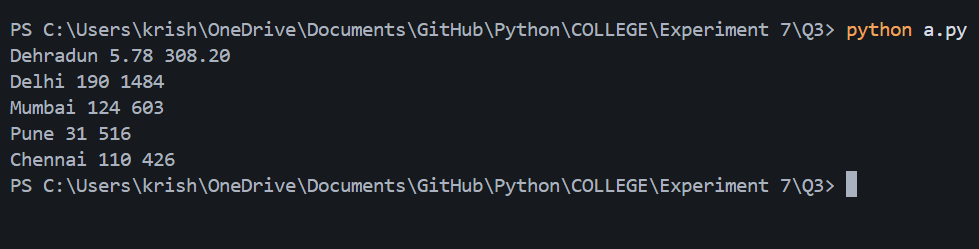 PS C:\Users\krish\OneDrive\Documents\GitHub\Python\COLLEGE\Experiment 7\Q3> python a.py
Dehradun 5.78 308.20
Delhi 190 1484
Mumbai 124 603
Pune 31 516
Chennai 110 426
PS C:\Users\krish\OneDrive\Documents\GitHub\Python\COLLEGE\Experiment 7\Q3>